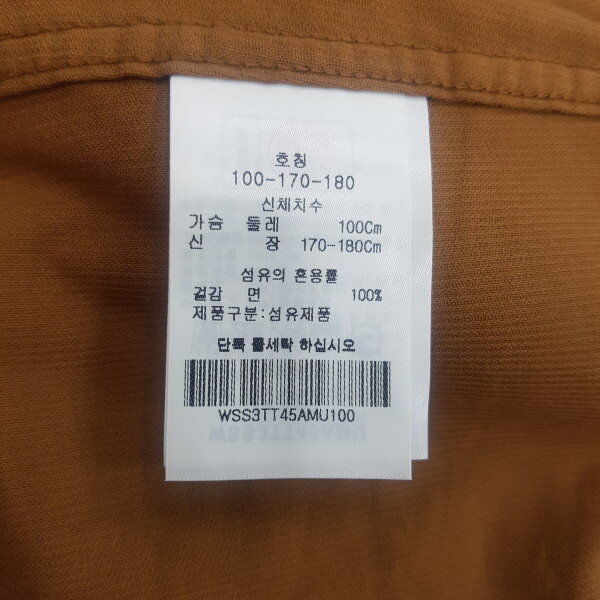 호칭
100-170-180
신체치수
가슴 둘레 100Cm
신 장 170-180Cm
섬유의 혼용률
겉감 면 100%
제품구분:섬유제품
단독 물세탁 하십시오
WSS3TT45AMU100